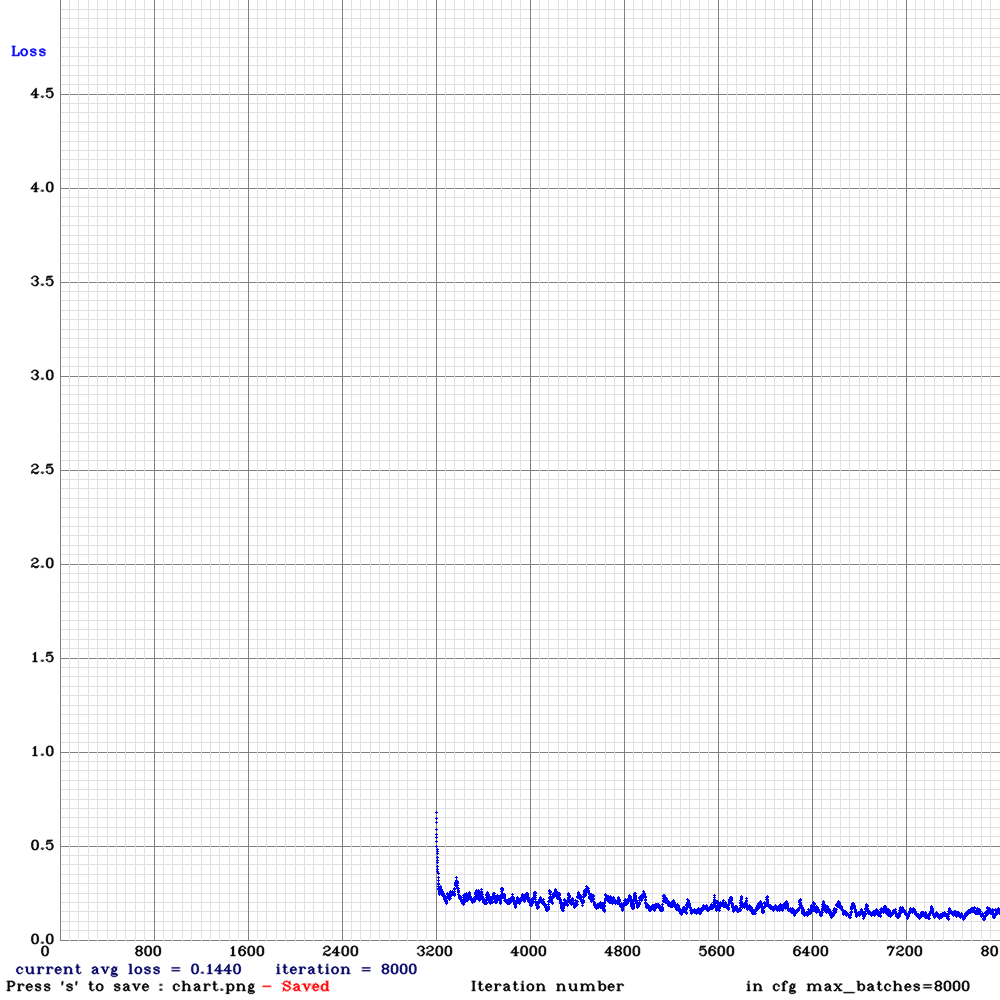 Loss
4.5
4.0
3.5
3.0
2.5
2.0
1.5
1.0
0.5
0.0
0 800 1600 2400 3200 4000 4800 5600 6400 7200 80
current avg loss = 0.1440 iteration = 8000
Press 's' to save : chart.png - Saved Iteration number in cfg max_batches=8000